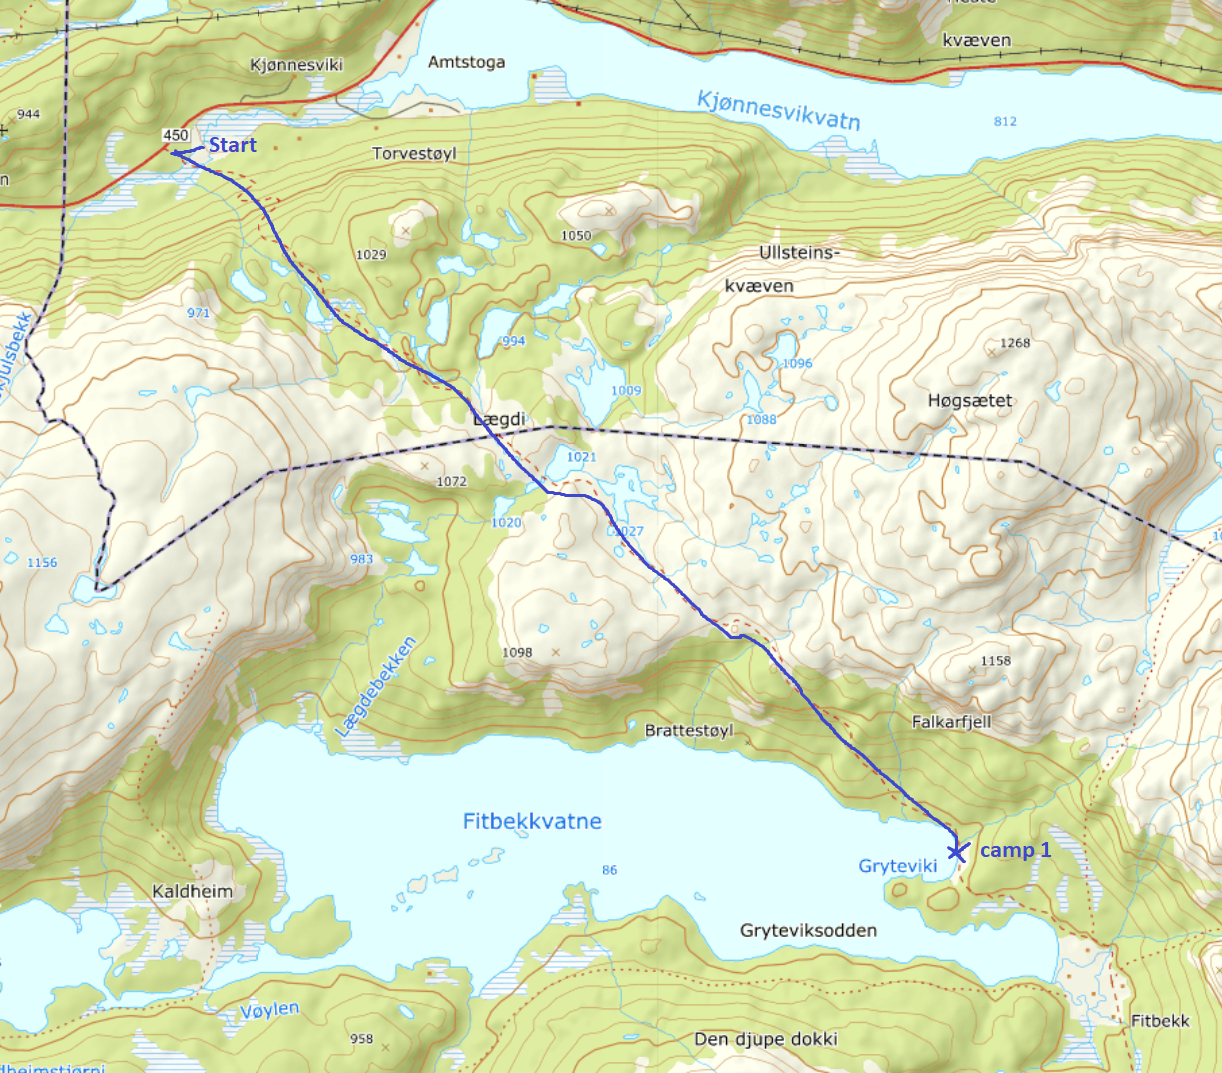 kvæven
Amtstoga
Kjønnesviki
Kjønnesvikvatn
944
812
450
Start
Torvestøyl
1050
1029
Ullsteins-
kvæven
971
994
1268
1096
1009
Høgsætet
Lægdi
1088
1021
1072
1020
1027
983
1156
1098
1158
Lægdebekken
Falkarfjell
Brattestøyl
Fitbekkvatne
camp 1
Gryteviki
86
Kaldheim
Gryteviksodden
Vøylen
Fitbekk
958
Den djupe dokki